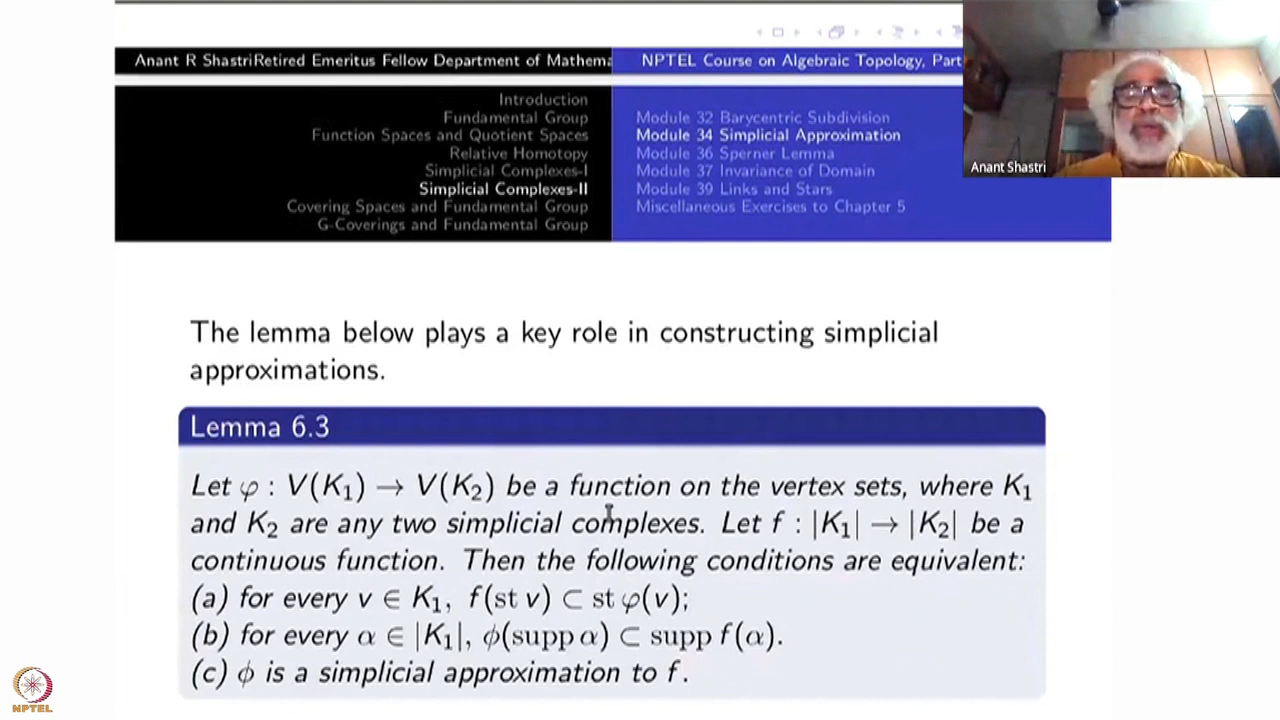 Anant R ShastriRetired Emeritus Fellow Department of Mathema
NPTEL Course on Algebraic Topology, Part
Introduction
Fundamental Group
Function Spaces and Quotient Spaces
Relative Homotopy
Simplicial Complexes-I
Simplicial Complexes-II
Covering Spaces and Fundamental Group
G-Coverings and Fundamental Group
Module 32 Barycentric Subdivision
Module 34 Simplicial Approximation
Module 36 Sperner Lemma
Module 37 Invariance of Domain
Module 39 Links and Stars
Miscellaneous Exercises to Chapter 5
Anant Shastri
The lemma below plays a key role in constructing simplicial
approximations.
Lemma 6.3
Let φ : V(K₁) → V(K₂) be a function on the vertex sets, where K₁
and K₂ are any two simplicial complexes. Let f : |K₁| → |K₂| be a
continuous function. Then the following conditions are equivalent:
(a) for every v ∈ K₁, f(st v) ⊂ st φ(v);
(b) for every α ∈ |K₁|, ϕ(supp α) ⊂ supp f(α).
(c) ϕ is a simplicial approximation to f.
NPTEL